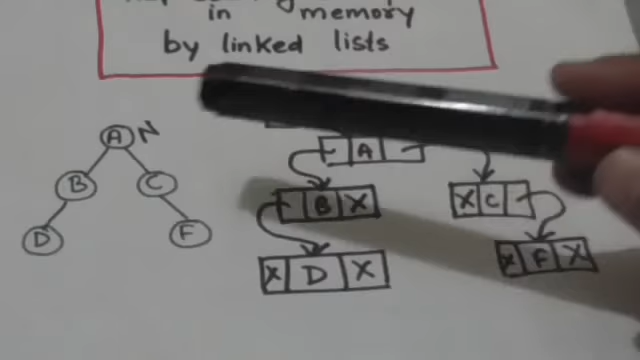 in memory
by linked lists
A N
A
B C
B X
X C
D F
X D X
X F X